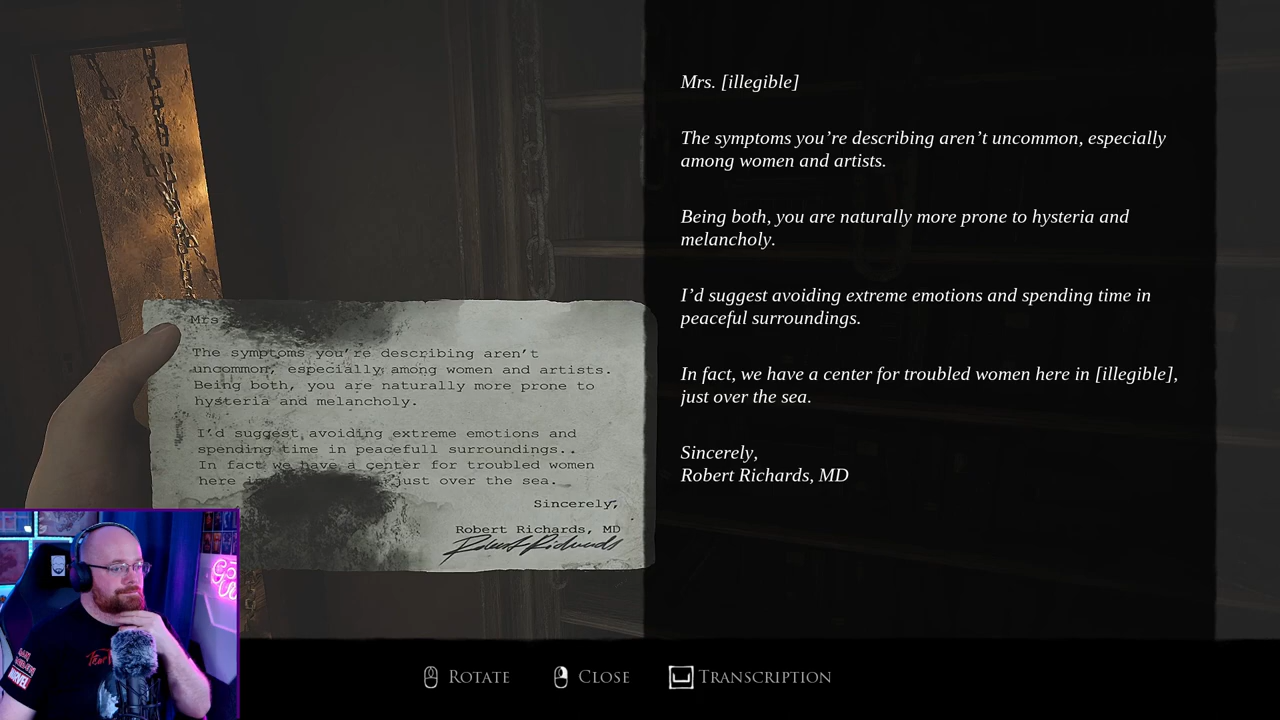 Mrs. [illegible]
The symptoms you’re describing aren’t uncommon, especially
among women and artists.
Being both, you are naturally more prone to hysteria and
melancholy.
I’d suggest avoiding extreme emotions and spending time in
peaceful surroundings.
In fact, we have a center for troubled women here in [illegible],
just over the sea.
Sincerely,
Robert Richards, MD
Mrs.
The symptoms you’re describing aren’t
uncommon, especially among women and artists.
Being both, you are naturally more prone to
hysteria and melancholy.
I’d suggest avoiding extreme emotions and
spending time in peacefull surroundings..
In fact we have a center for troubled women
here in just over the sea.
Sincerely,
Robert Richards, MD
Robert Richards
MARVEL
ROTATE
CLOSE
TRANSCRIPTION